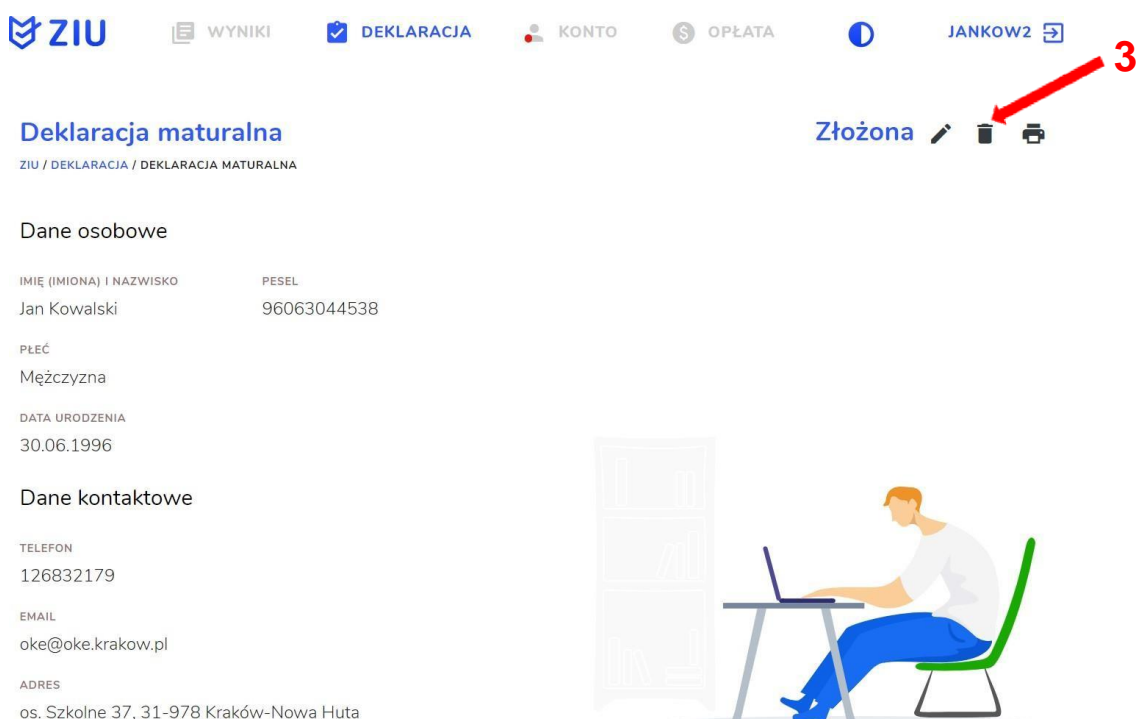 ZIU WYNIKI DEKLARACJA KONTO OPŁATA JANKOW2
3
Deklaracja maturalna Złożona
ZIU / DEKLARACJA / DEKLARACJA MATURALNA
Dane osobowe
IMIĘ (IMIONA) I NAZWISKO PESEL
Jan Kowalski 96063044538
PŁEĆ
Mężczyzna
DATA URODZENIA
30.06.1996
Dane kontaktowe
TELEFON
126832179
EMAIL
oke@oke.krakow.pl
ADRES
os. Szkolne 37, 31-978 Kraków-Nowa Huta